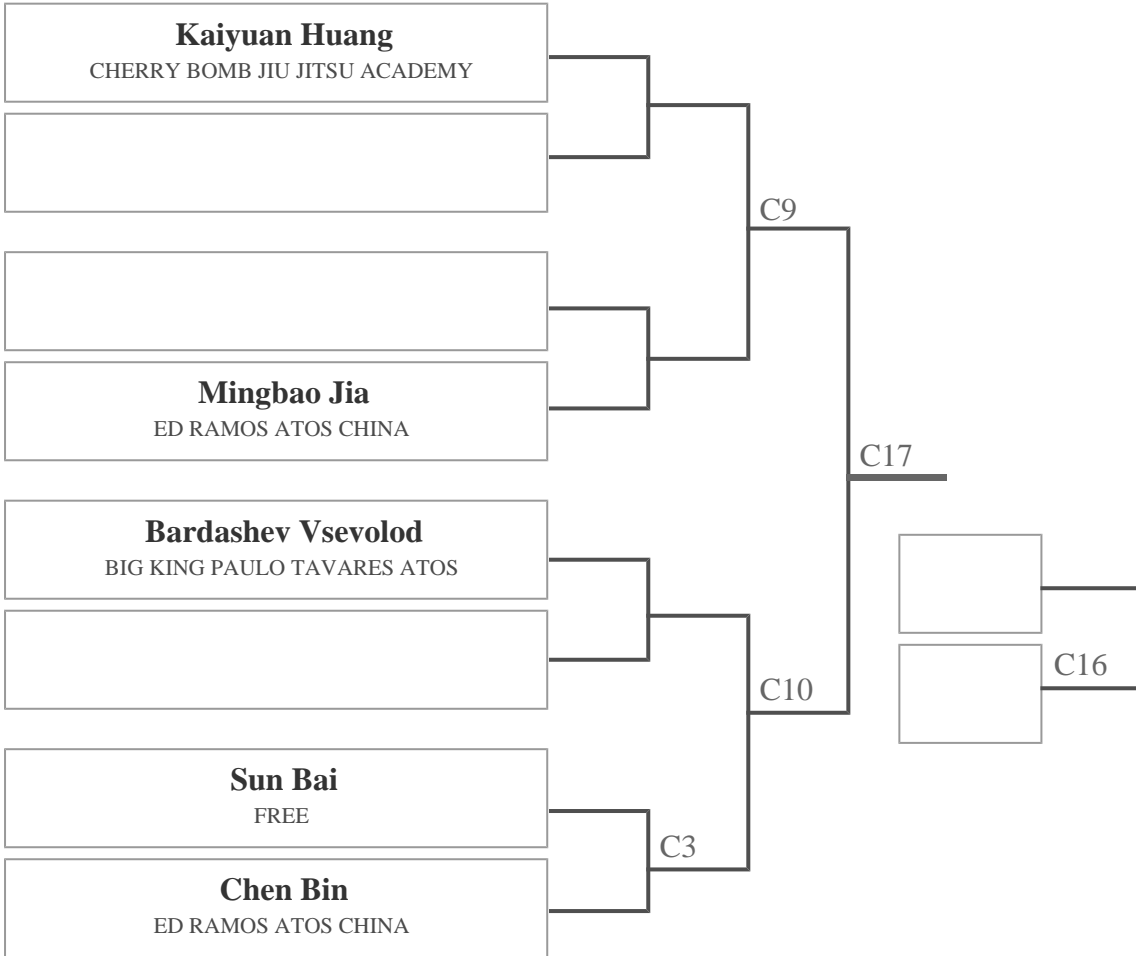 Kaiyuan Huang
CHERRY BOMB JIU JITSU ACADEMY
C9
Mingbao Jia
ED RAMOS ATOS CHINA
C17
Bardashev Vsevolod
BIG KING PAULO TAVARES ATOS
C16
C10
Sun Bai
FREE
C3
Chen Bin
ED RAMOS ATOS CHINA